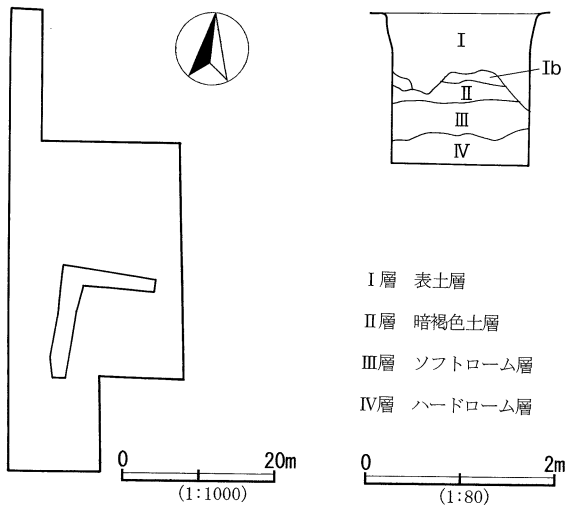 Ⅰ
Ⅰb
Ⅱ
Ⅲ
Ⅳ
Ⅰ層 表土層
Ⅱ層 暗褐色土層
Ⅲ層 ソフトローム層
Ⅳ層 ハードローム層
0 20m
(1:1000)
0 2m
(1:80)